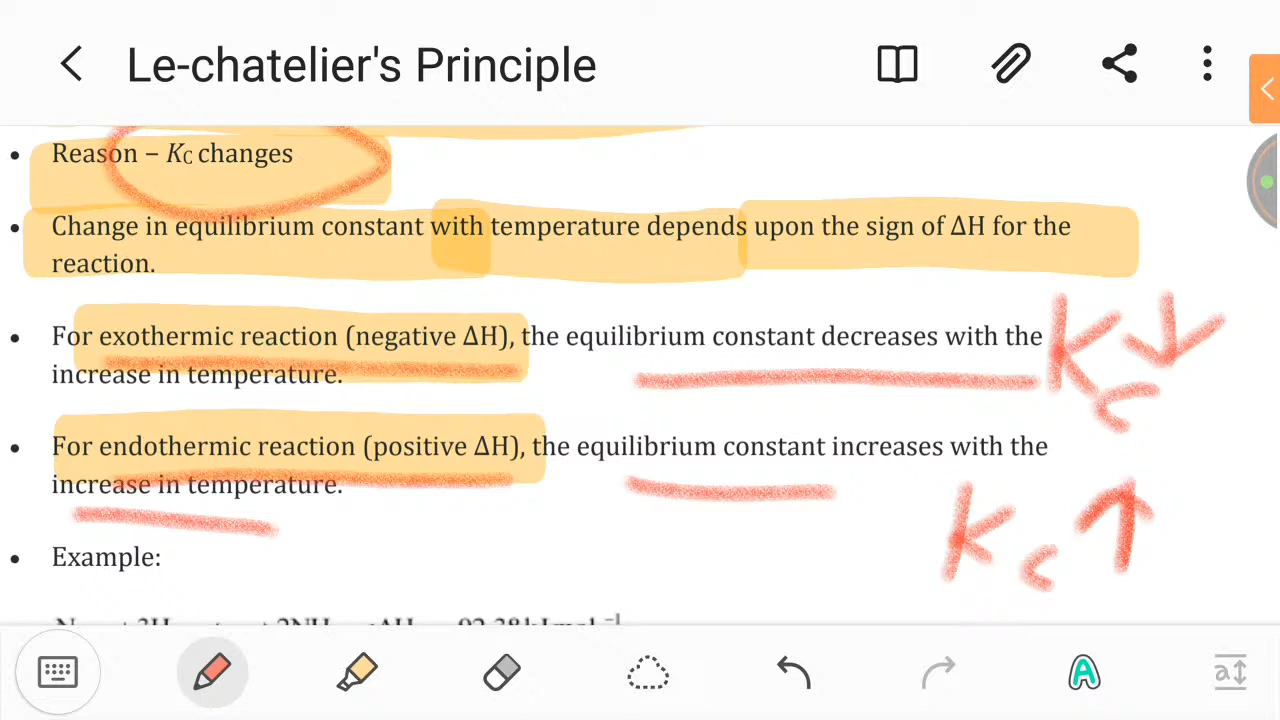 Le-chatelier's Principle
• Reason – KC changes
• Change in equilibrium constant with temperature depends upon the sign of ΔH for the
reaction.
• For exothermic reaction (negative ΔH), the equilibrium constant decreases with the
increase in temperature.
Kc ↓
• For endothermic reaction (positive ΔH), the equilibrium constant increases with the
increase in temperature.
Kc ↑
• Example:
A
a